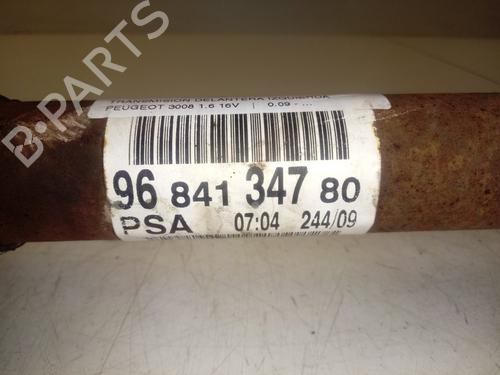 TRANSMISION DELANTERA IZQUIERDA
PEUGEOT 3008 1.6 16V | 0.09 - ...
96 841 347 80
PSA 07:04 244/09
B-PARTS